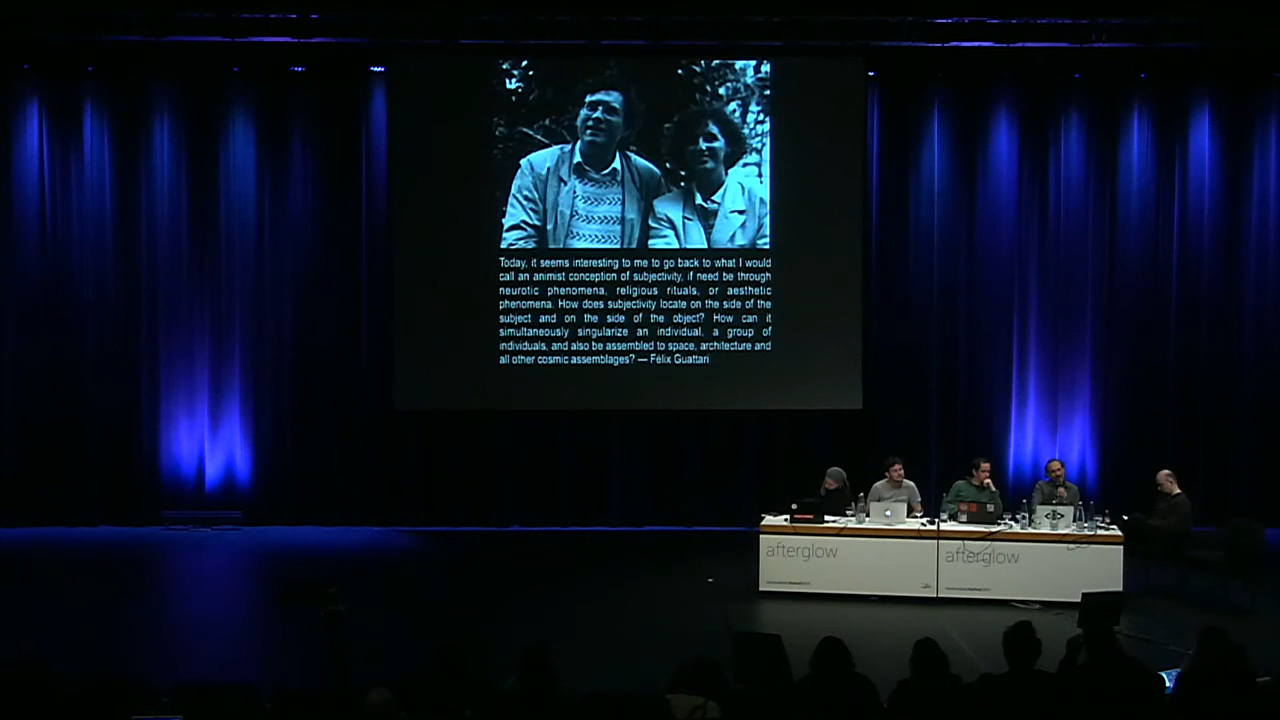 Today, it seems interesting to me to go back to what I would
call an animist conception of subjectivity, if need be through
neurotic phenomena, religious rituals, or aesthetic
phenomena. How does subjectivity locate on the side of the
subject and on the side of the object? How can it
simultaneously singularize an individual, a group of
individuals, and also be assembled to space, architecture and
all other cosmic assemblages? — Félix Guattari
afterglow
afterglow